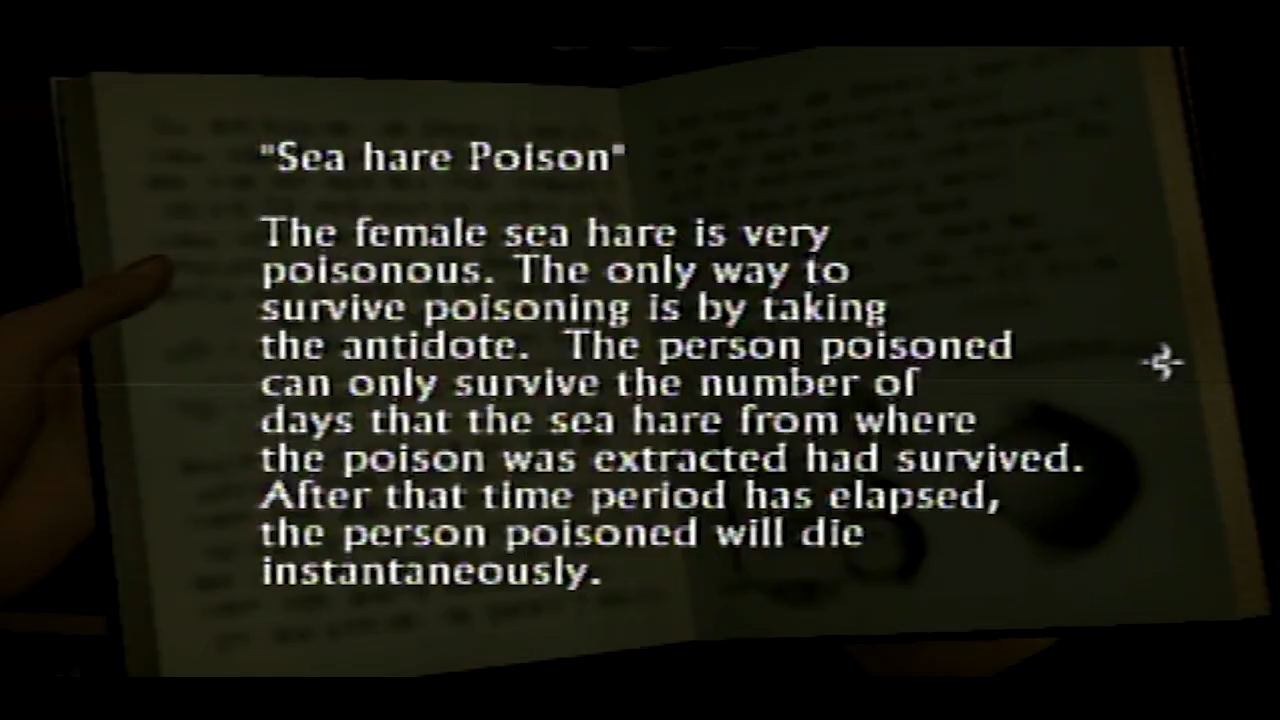 "Sea hare Poison"
The female sea hare is very
poisonous. The only way to
survive poisoning is by taking
the antidote.  The person poisoned
can only survive the number of
days that the sea hare from where
the poison was extracted had survived.
After that time period has elapsed,
the person poisoned will die
instantaneously.